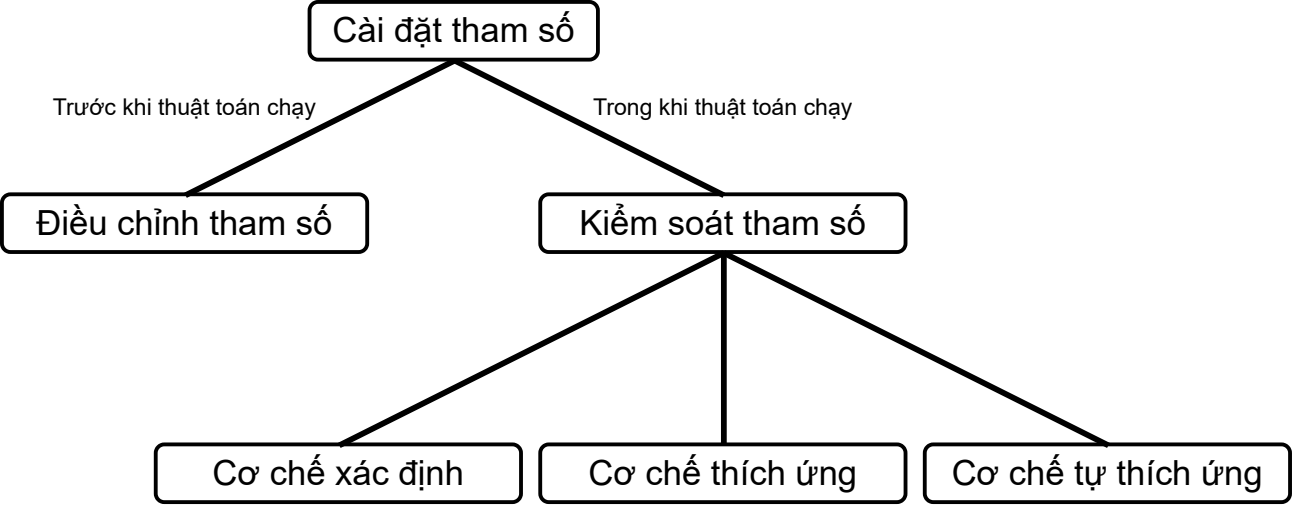 Cài đặt tham số
Trước khi thuật toán chạy
Trong khi thuật toán chạy
Điều chỉnh tham số
Kiểm soát tham số
Cơ chế xác định
Cơ chế thích ứng
Cơ chế tự thích ứng